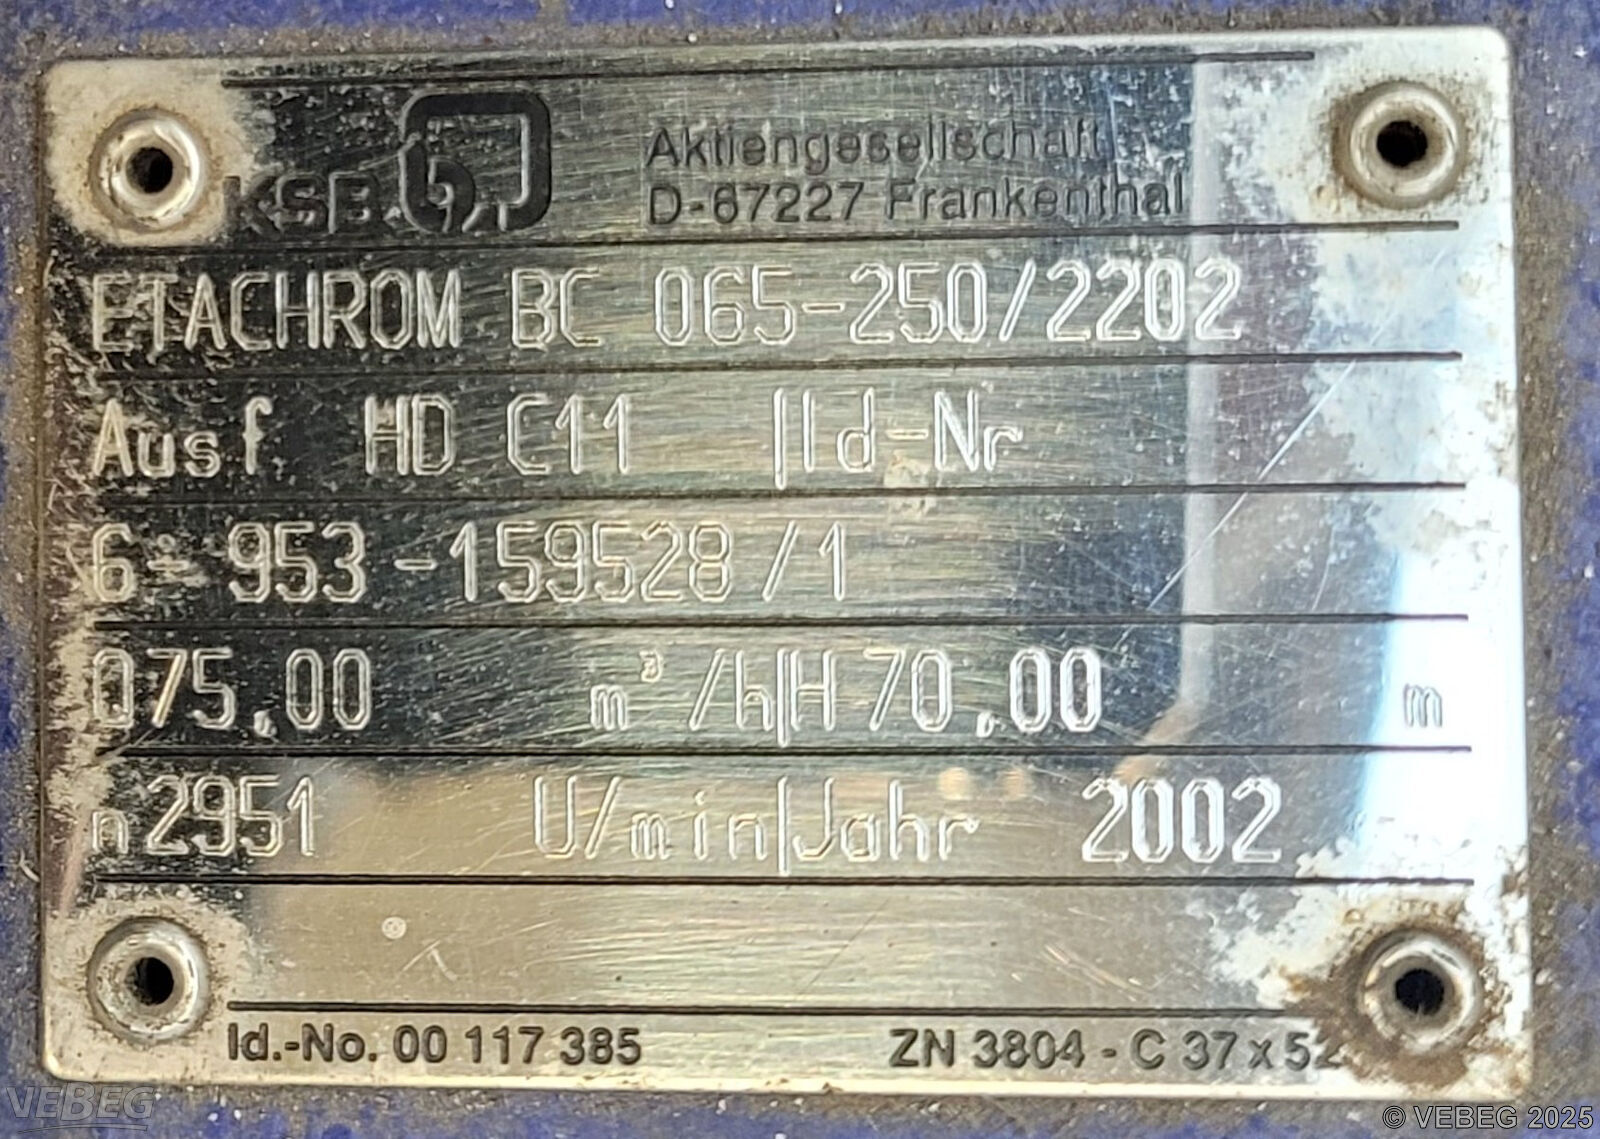 KSB
Aktiengesellschaft
D-67227 Frankenthal
ETACHROM BC 065-250/2202
Ausf HD C11 |Id-Nr
6-953-159528/1
Q75,00 m³/h|H 70,00 m
n2951 U/min|Jahr 2002
Id.-No. 00 117 385 ZN 3804 - C 37 x 52
VEBEG
© VEBEG 2025